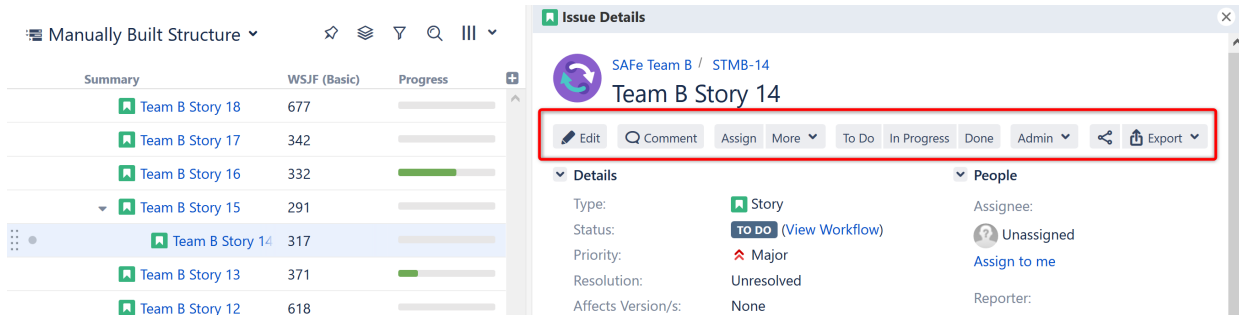 Manually Built Structure
Summary WSJF (Basic) Progress
Team B Story 18 677
Team B Story 17 342
Team B Story 16 332
Team B Story 15 291
Team B Story 14 317
Team B Story 13 371
Team B Story 12 618
Issue Details
SAFe Team B / STMB-14
Team B Story 14
Edit Comment Assign More To Do In Progress Done Admin Export
Details
Type: Story
Status: TO DO (View Workflow)
Priority: Major
Resolution: Unresolved
Affects Version/s: None
People
Assignee:
Unassigned
Assign to me
Reporter: